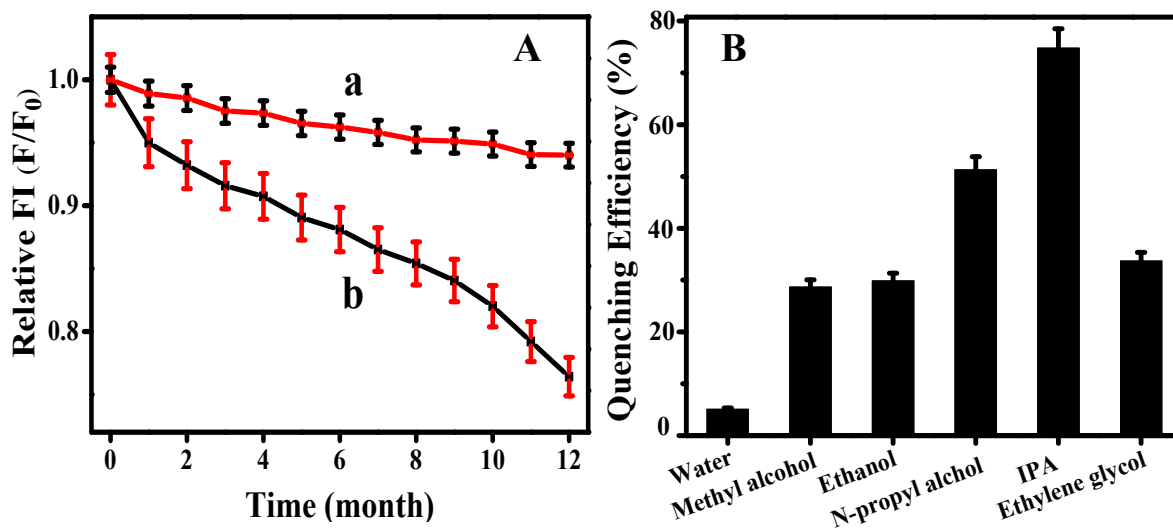 A
a
b
Relative FI (F/F₀)
1.0
0.9
0.8
0
2
4
6
8
10
12
Time (month)
B
Quenching Efficiency (%)
80
60
40
20
0
Water
Methyl alcohol
Ethanol
N-propyl alchol
IPA
Ethylene glycol